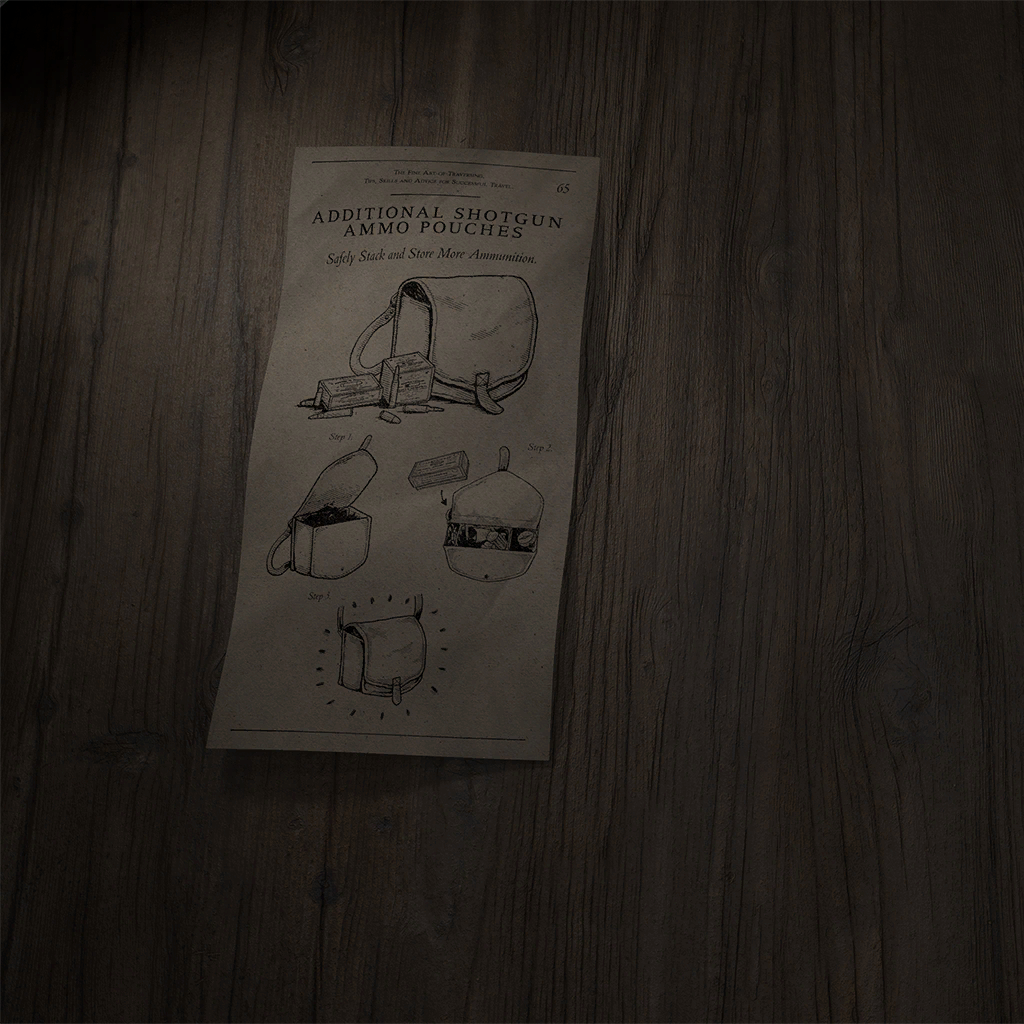 The Fine Art of Traversing,
Tips, Skills and Advice for Successful Travel.
65
ADDITIONAL SHOTGUN
AMMO POUCHES
Safely Stack and Store More Ammunition.
Step 1.
Step 2.
Step 3.